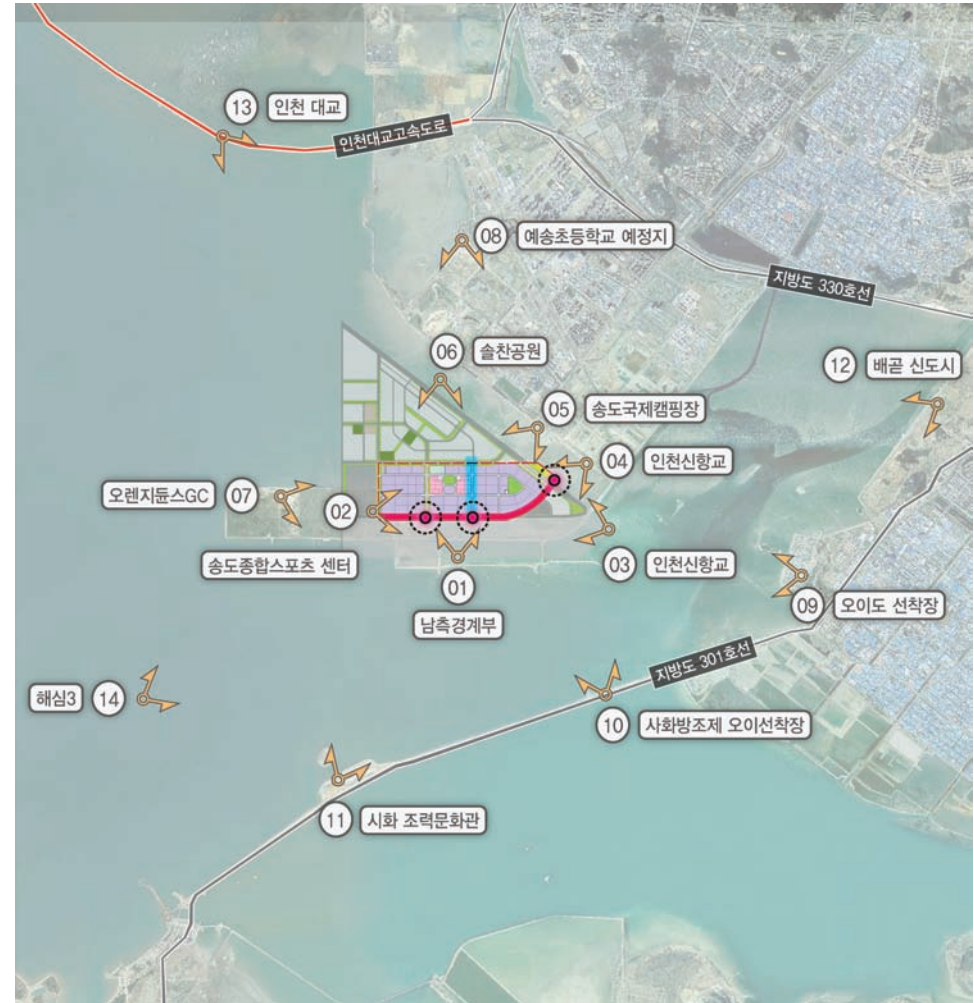 13 인천 대교
인천대교고속도로
08 예송초등학교 예정지
지방도 330호선
06 솔찬공원
12 배곧 신도시
05 송도국제캠핑장
04 인천신항교
오렌지듄스GC 07
02
송도종합스포츠 센터
03 인천신항교
01
남측경계부
09 오이도 선착장
지방도 301호선
해심3 14
10 사화방조제 오이선착장
11 시화 조력문화관